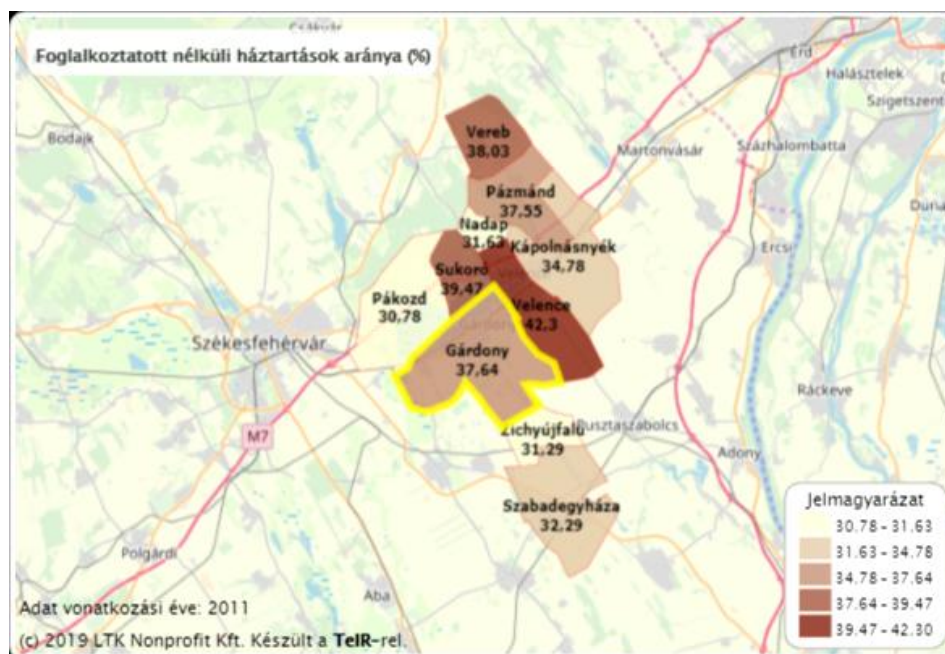 Csákvár
Foglalkoztatott nélküli háztartások aránya (%)
Érd
Halásztelek
Szigetszent
Bodajk
Vereb
38,03
Martonvásár
Százhalombatta
Pázmánd
37,55
Nadap
31,63
Kápolnásnyék
34,78
Ercsi
Sukoró
39,47
Pákozd
30,78
Velence
42,3
Székesfehérvár
Gárdony
37,64
Ráckeve
M7
Zichyújfalu
31,29
Pusztaszabolcs
Adony
Szabadegyháza
32,29
Polgárdi
Aba
Jelmagyarázat
30.78 - 31.63
31.63 - 34.78
34.78 - 37.64
37.64 - 39.47
39.47 - 42.30
Adat vonatkozási éve: 2011
(c) 2019 LTK Nonprofit Kft. Készült a TeIR-rel.